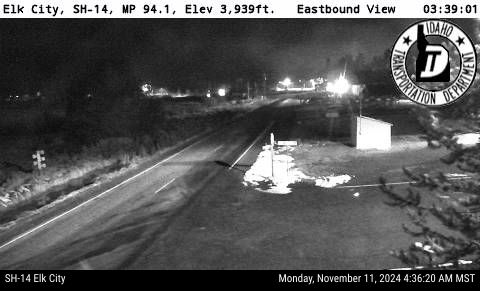 Elk City, SH-14, MP 94.1, Elev 3,939ft.   Eastbound View   03:39:01
IDAHO
TRANSPORTATION DEPARTMENT
SH-14 Elk City   Monday, November 11, 2024 4:36:20 AM MST